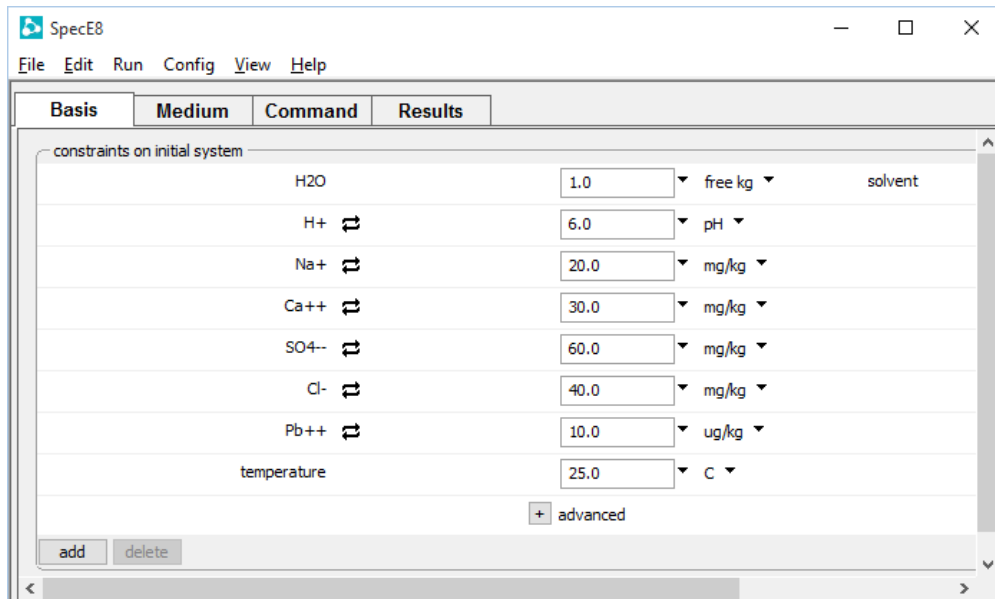 SpecE8
File Edit Run Config View Help
Basis Medium Command Results
constraints on initial system
H2O 1.0 free kg solvent
H+ 6.0 pH
Na+ 20.0 mg/kg
Ca++ 30.0 mg/kg
SO4-- 60.0 mg/kg
Cl- 40.0 mg/kg
Pb++ 10.0 ug/kg
temperature 25.0 C
+ advanced
add delete